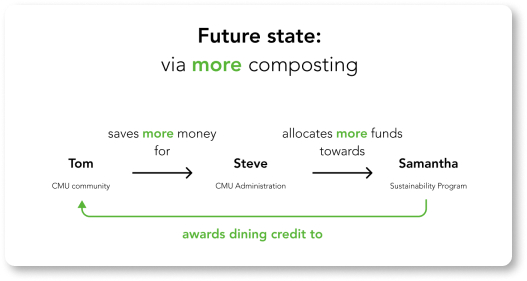 Future state:
via more composting
saves more money
for
allocates more funds
towards
Tom
Steve
Samantha
CMU community
CMU Administration
Sustainability Program
awards dining credit to